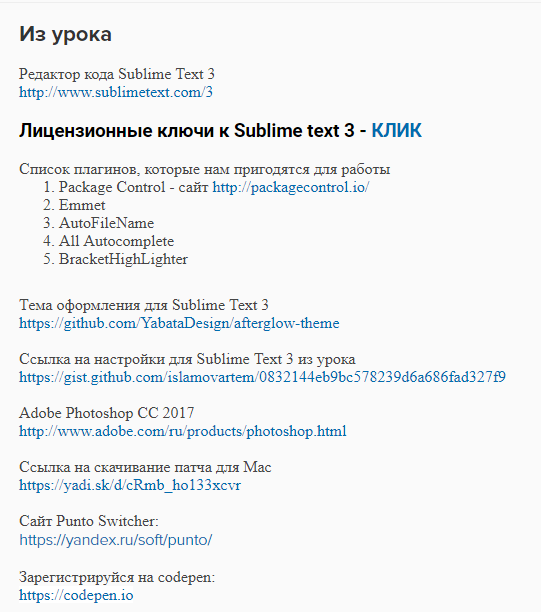 Из урока
Редактор кода Sublime Text 3
http://www.sublimetext.com/3
Лицензионные ключи к Sublime text 3 - КЛИК
Список плагинов, которые нам пригодятся для работы
1. Package Control - сайт http://packagecontrol.io/
2. Emmet
3. AutoFileName
4. All Autocomplete
5. BracketHighLighter
Тема оформления для Sublime Text 3
https://github.com/YabataDesign/afterglow-theme
Ссылка на настройки для Sublime Text 3 из урока
https://gist.github.com/islamovartem/0832144eb9bc578239d6a686fad327f9
Adobe Photoshop CC 2017
http://www.adobe.com/ru/products/photoshop.html
Ссылка на скачивание патча для Mac
https://yadi.sk/d/cRmb_ho133xcvr
Сайт Punto Switcher:
https://yandex.ru/soft/punto/
Зарегистрируйся на codepen:
https://codepen.io